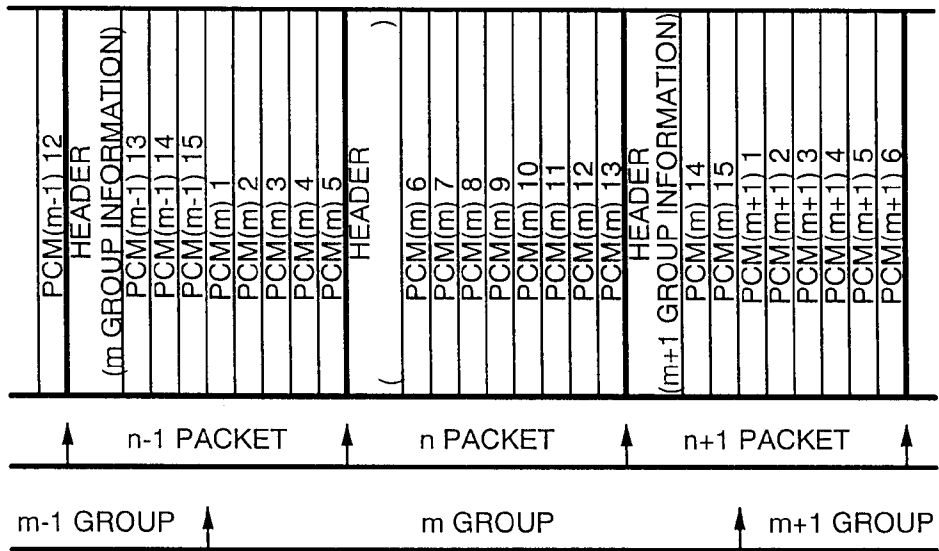 PCM(m-1) 12
HEADER
(m GROUP INFORMATION)
PCM(m-1) 13
PCM(m-1) 14
PCM(m-1) 15
PCM(m) 1
PCM(m) 2
PCM(m) 3
PCM(m) 4
PCM(m) 5
HEADER
( )
PCM(m) 6
PCM(m) 7
PCM(m) 8
PCM(m) 9
PCM(m) 10
PCM(m) 11
PCM(m) 12
PCM(m) 13
HEADER
(m+1 GROUP INFORMATION)
PCM(m) 14
PCM(m) 15
PCM(m+1) 1
PCM(m+1) 2
PCM(m+1) 3
PCM(m+1) 4
PCM(m+1) 5
PCM(m+1) 6
n-1 PACKET
n PACKET
n+1 PACKET
m-1 GROUP
m GROUP
m+1 GROUP